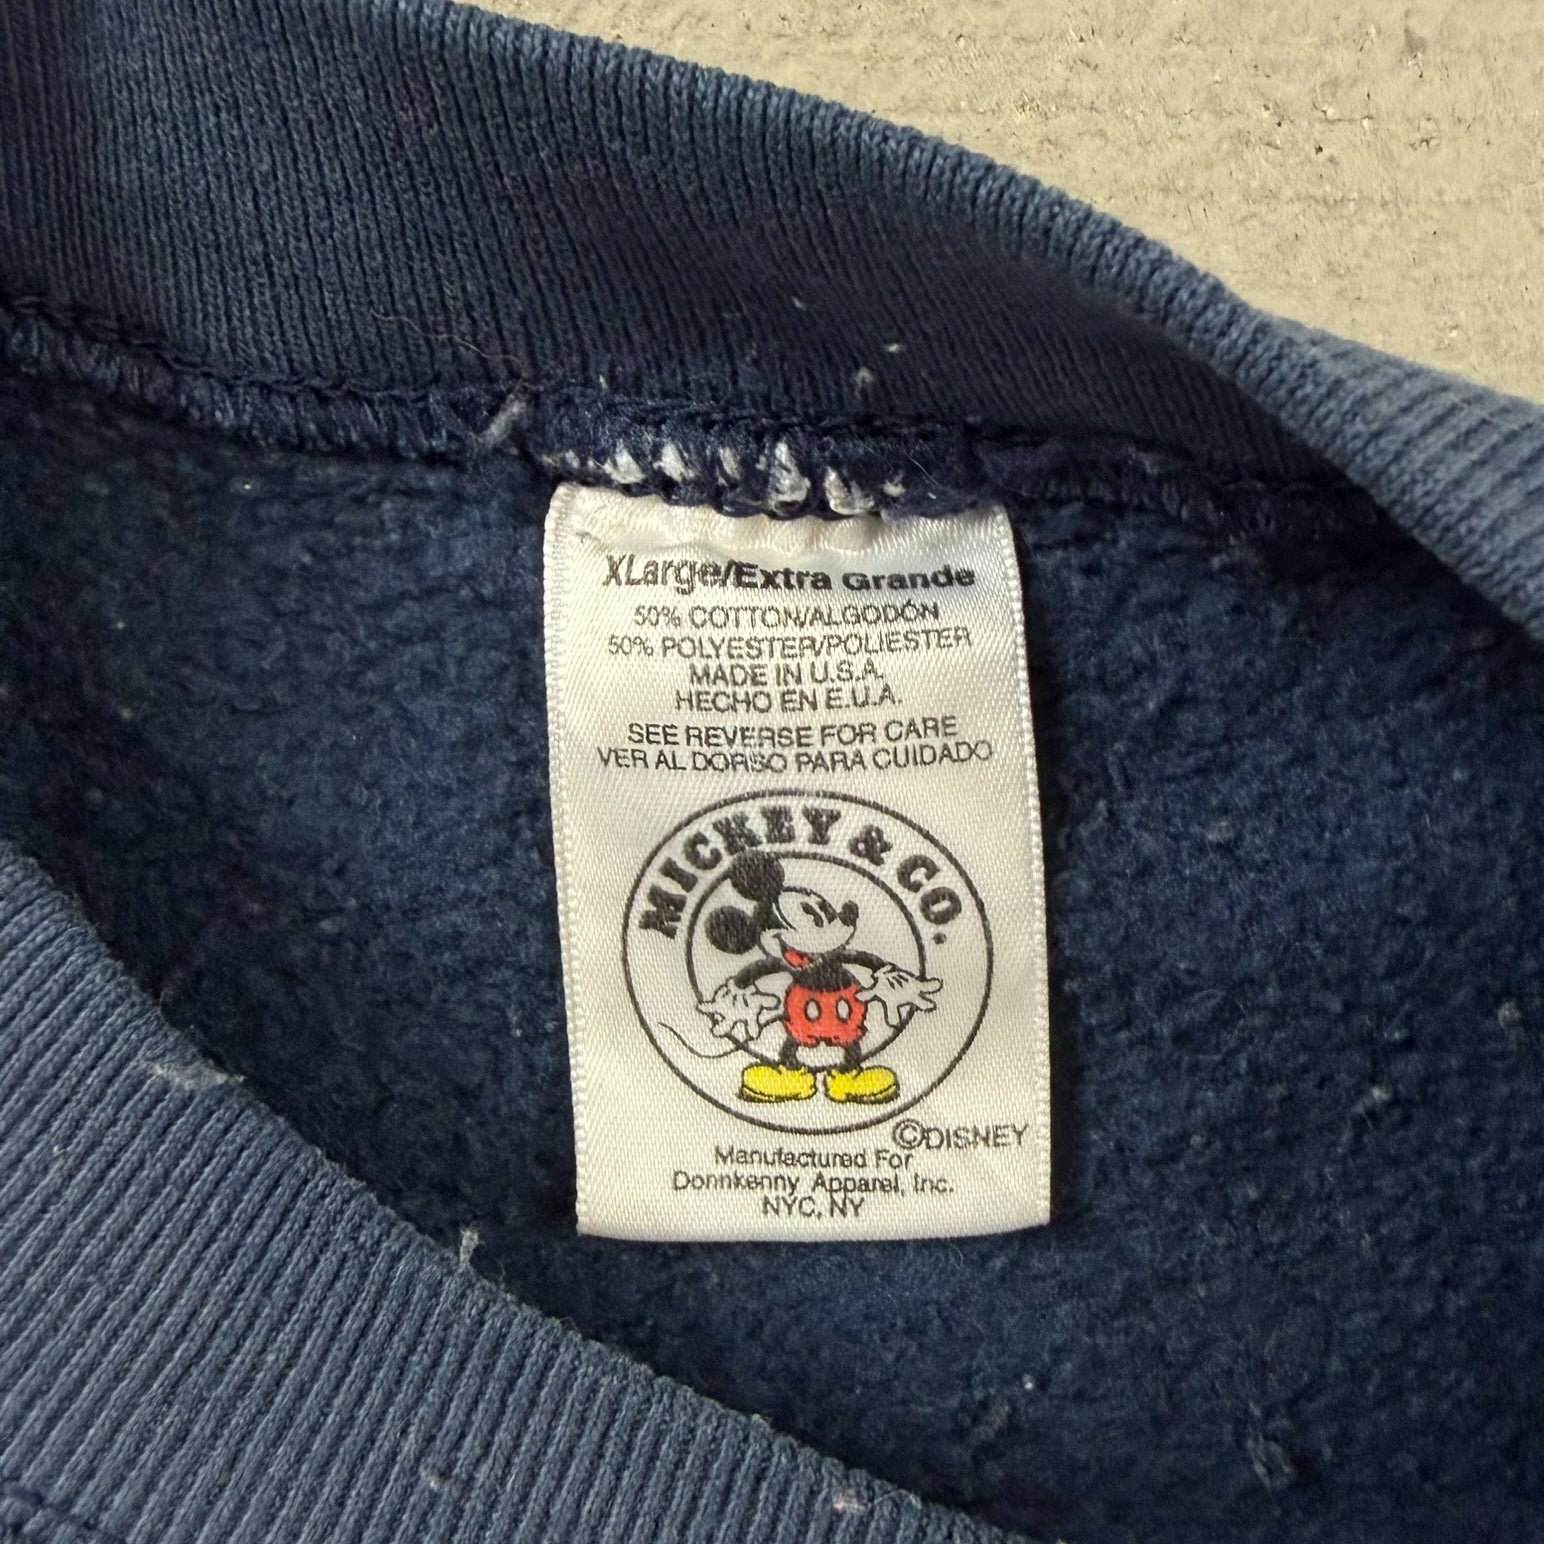 XLarge/Extra Grande
50% COTTON/ALGODÓN
50% POLYESTER/POLIESTER
MADE IN U.S.A.
HECHO EN E.U.A.
SEE REVERSE FOR CARE
VER AL DORSO PARA CUIDADO
MICKEY & CO.
©DISNEY
Manufactured For
Donnkenny Apparel, Inc.
NYC, NY